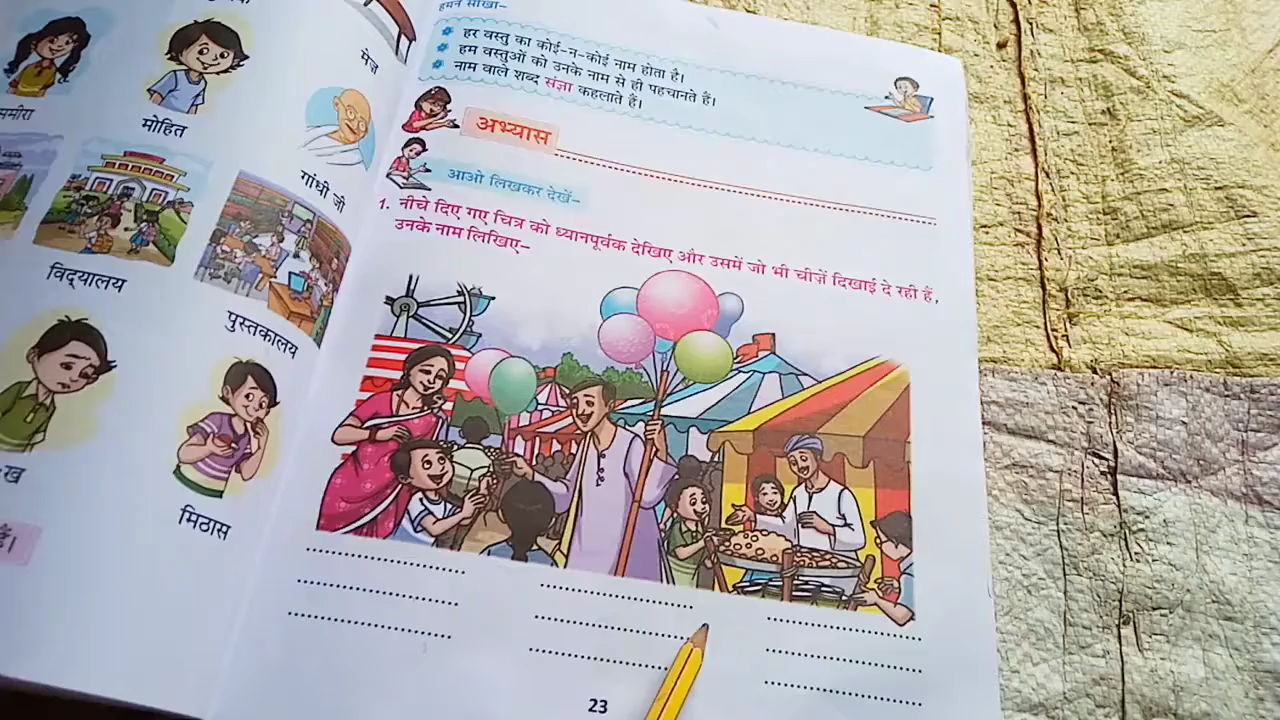 मेज़
मोहित
गांधी जी
विद्यालय
पुस्तकालय
मिठास
हैं।
हमने सीखा–
हर वस्तु का कोई-न-कोई नाम होता है।
हम वस्तुओं को उनके नाम से ही पहचानते हैं।
नाम वाले शब्द संज्ञा कहलाते हैं।
अभ्यास
आओ लिखकर देखें–
1. नीचे दिए गए चित्र को ध्यानपूर्वक देखिए और उसमें जो भी चीज़ें दिखाई दे रही हैं,
उनके नाम लिखिए–
23